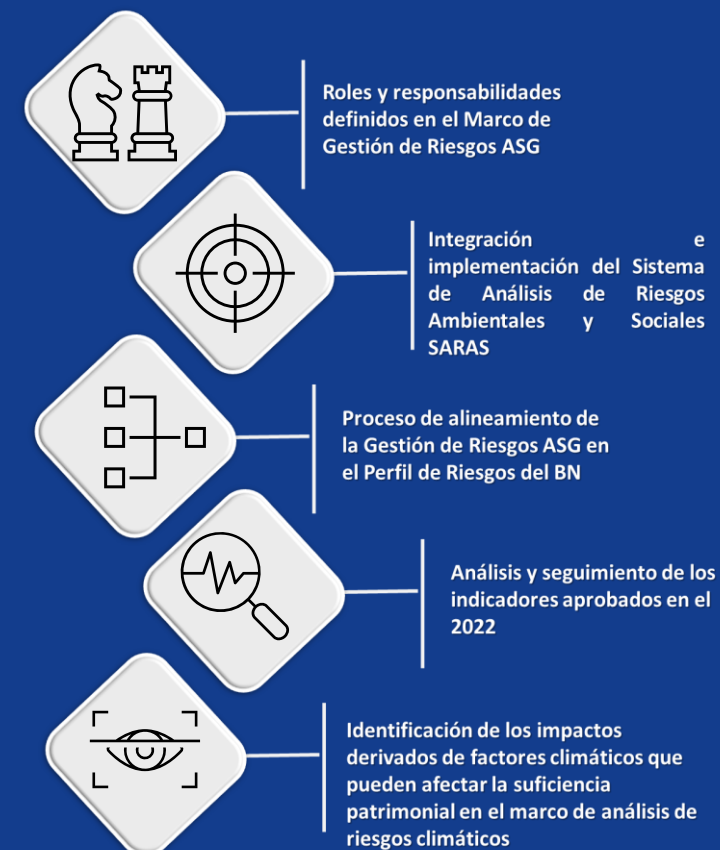 Roles y responsabilidades
definidos en el Marco de
Gestión de Riesgos ASG
Integración e
implementación del Sistema
de Análisis de Riesgos
Ambientales y Sociales
SARAS
Proceso de alineamiento de
la Gestión de Riesgos ASG en
el Perfil de Riesgos del BN
Análisis y seguimiento de los
indicadores aprobados en el
2022
Identificación de los impactos
derivados de factores climáticos que
pueden afectar la suficiencia
patrimonial en el marco de análisis de
riesgos climáticos